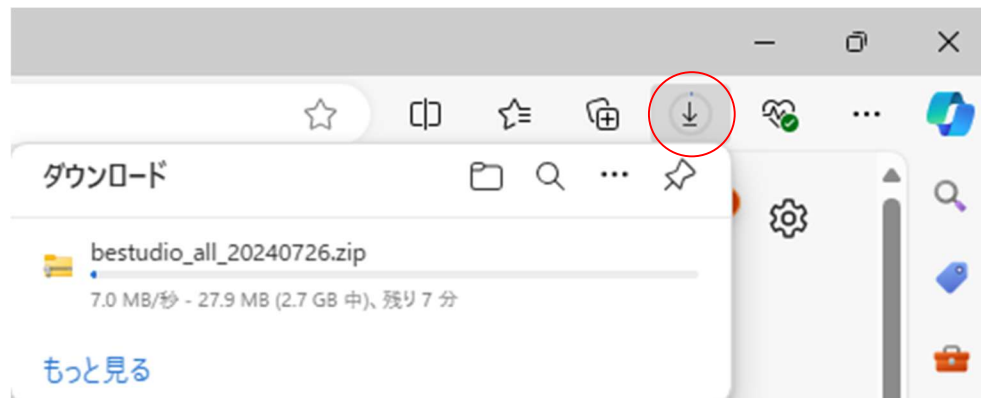 ダウンロード
bestudio_all_20240726.zip
7.0 MB/秒 - 27.9 MB (2.7 GB 中)、残り 7 分
もっと見る